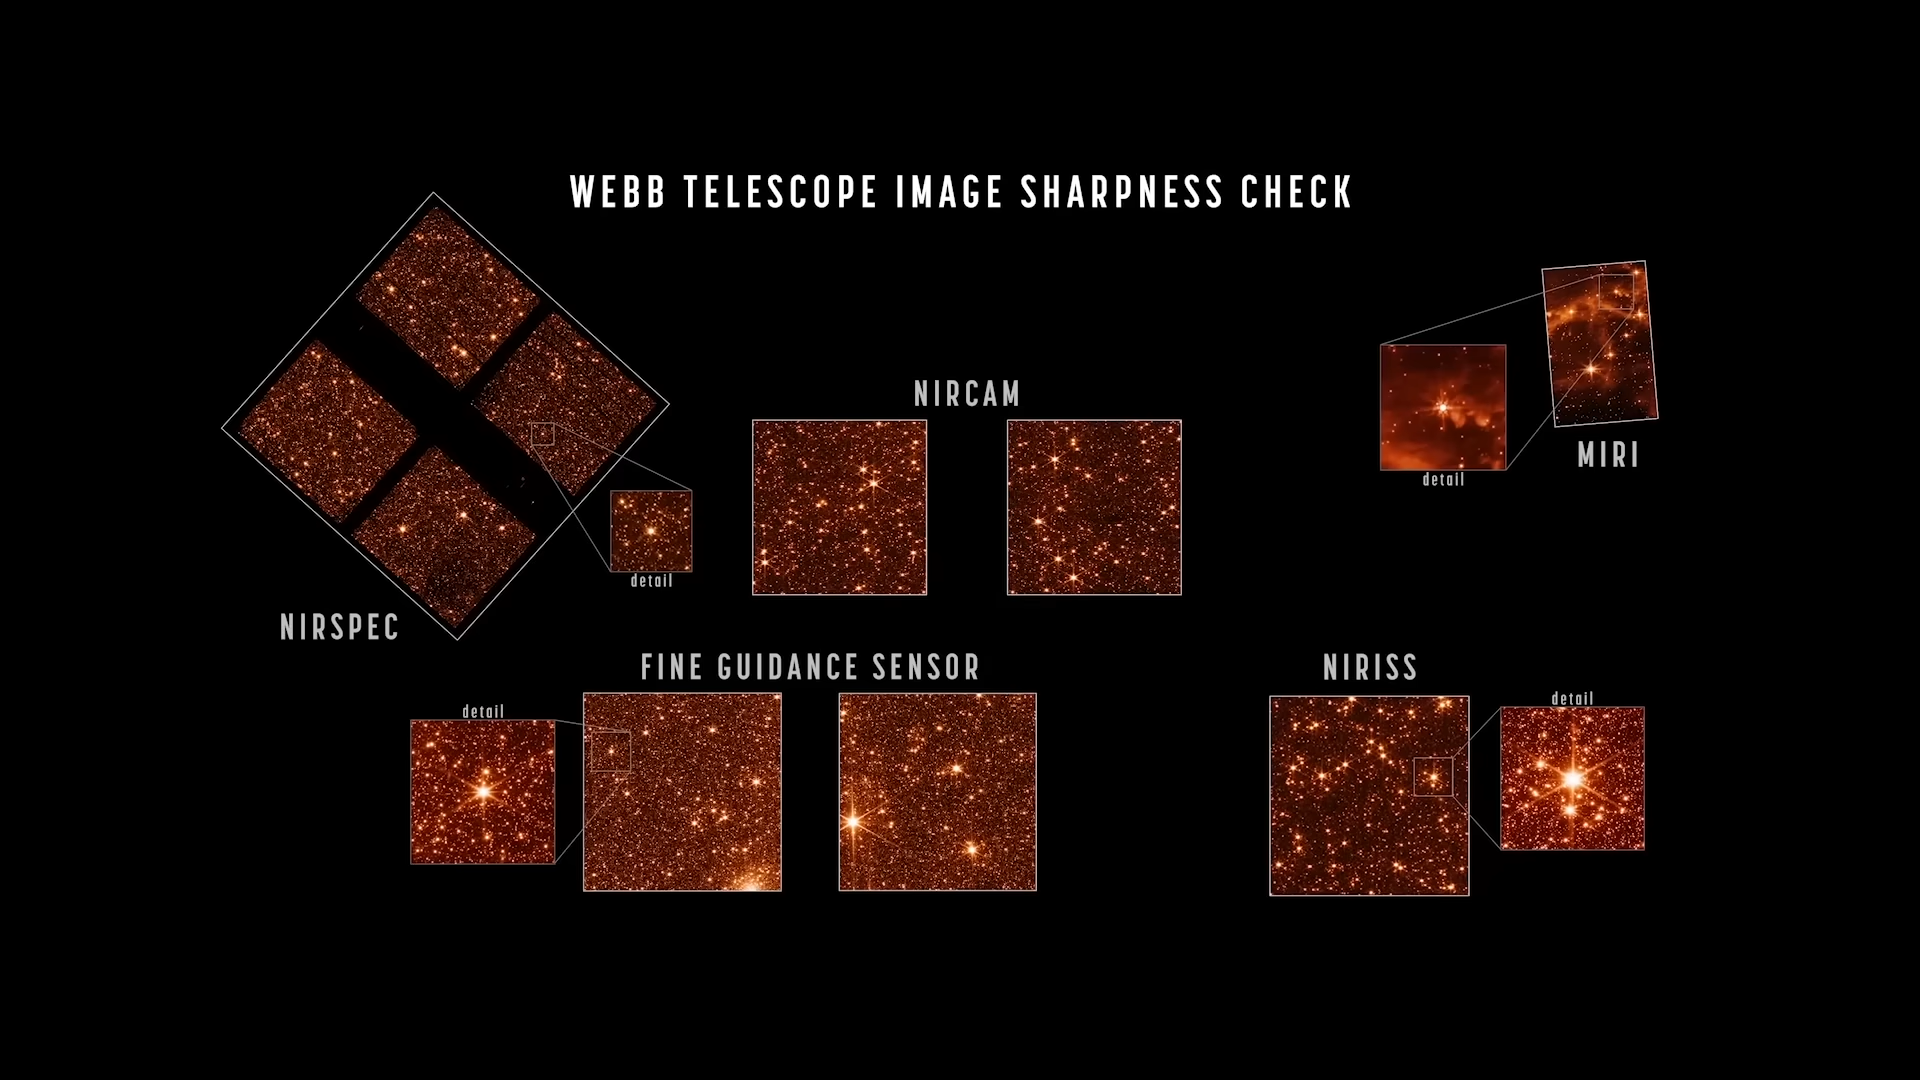 WEBB TELESCOPE IMAGE SHARPNESS CHECK
NIRCAM
MIRI
detail
detail
NIRSPEC
FINE GUIDANCE SENSOR
NIRISS
detail
detail